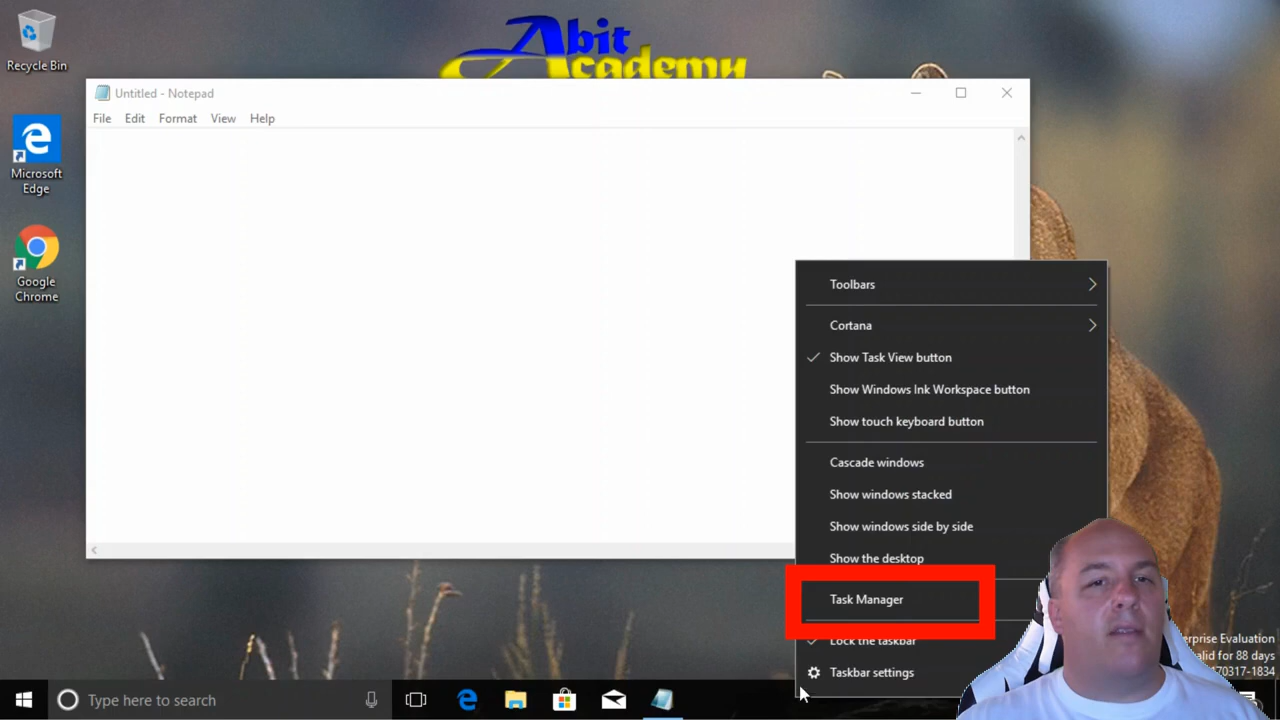 Abit
Academy
Recycle Bin
Untitled - Notepad
File Edit Format View Help
Microsoft
Edge
Google
Chrome
Toolbars
Cortana
Show Task View button
Show Windows Ink Workspace button
Show touch keyboard button
Cascade windows
Show windows stacked
Show windows side by side
Show the desktop
Task Manager
Lock the taskbar
Taskbar settings
erprise Evaluation
alid for 88 days
170317-1834
Type here to search